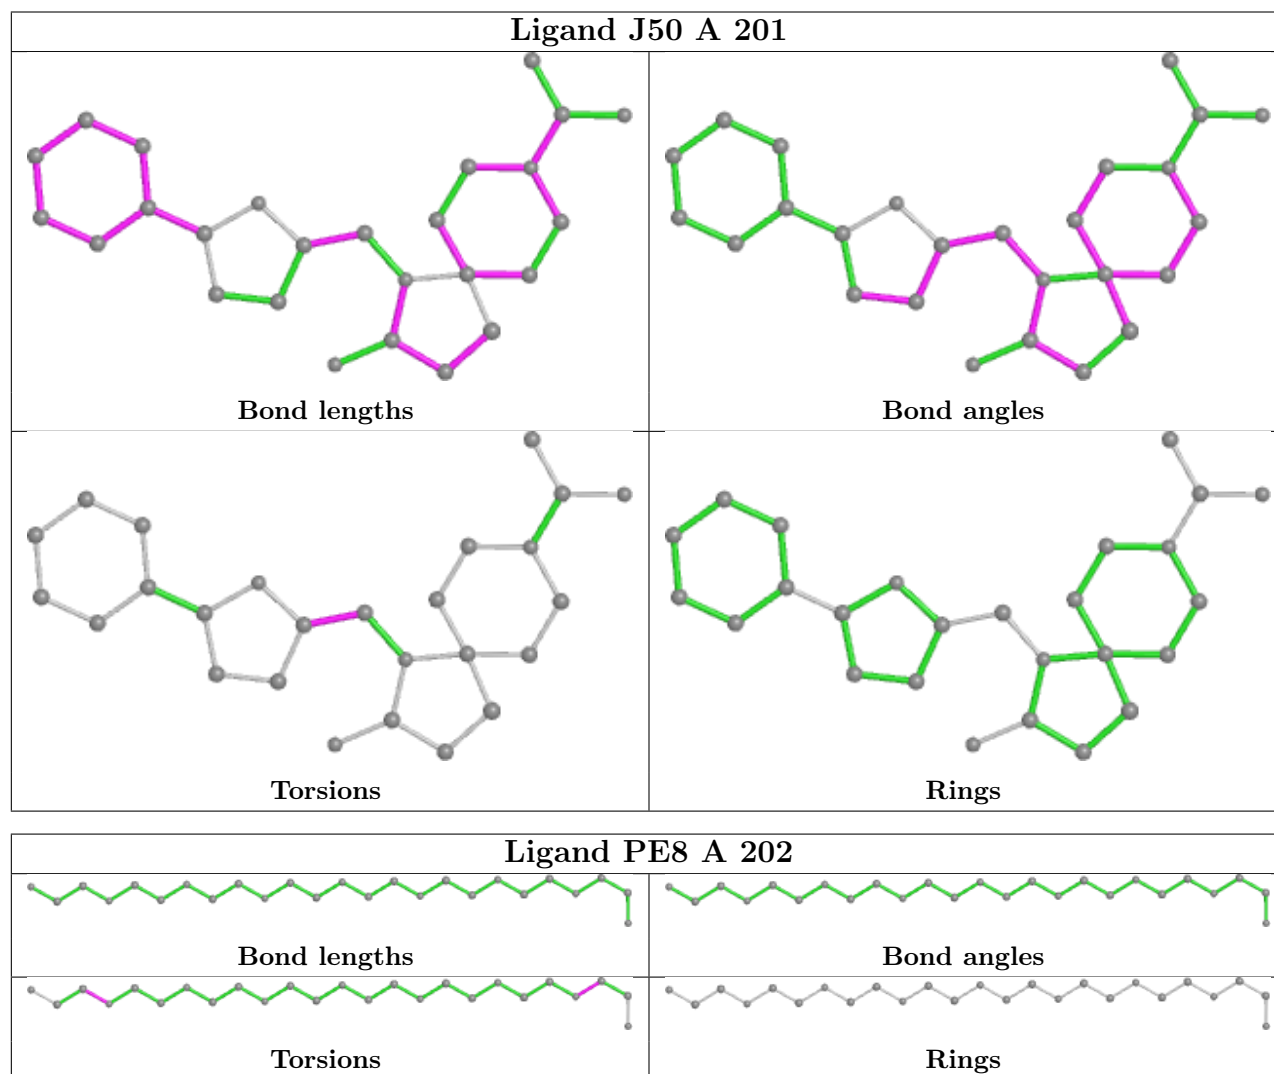 Ligand J50 A 201
Bond lengths
Bond angles
Torsions
Rings
Ligand PE8 A 202
Bond lengths
Bond angles
Torsions
Rings